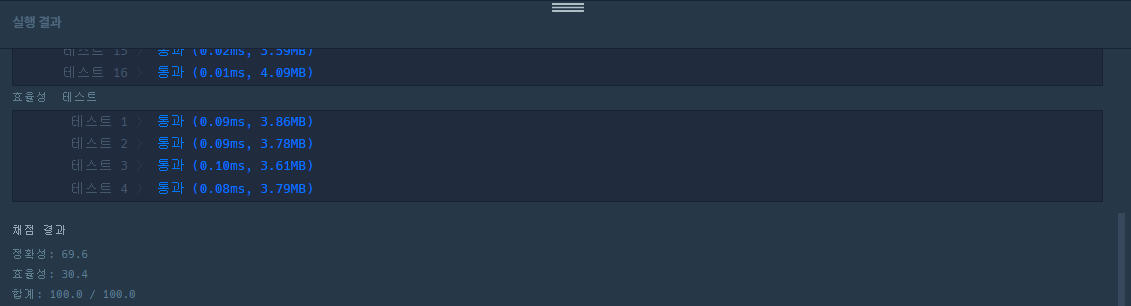 실행 결과
테스트 15 〉 통과 (0.02ms, 3.59MB)
테스트 16 〉 통과 (0.01ms, 4.09MB)
효율성 테스트
테스트 1 〉 통과 (0.09ms, 3.86MB)
테스트 2 〉 통과 (0.09ms, 3.78MB)
테스트 3 〉 통과 (0.10ms, 3.61MB)
테스트 4 〉 통과 (0.08ms, 3.79MB)
채점 결과
정확성: 69.6
효율성: 30.4
합계: 100.0 / 100.0